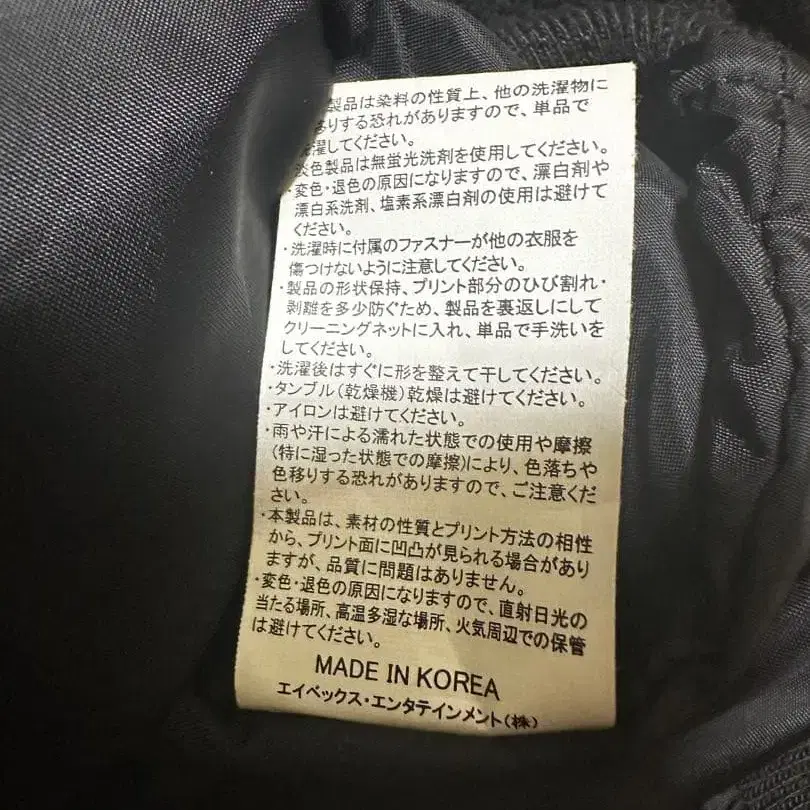 製品は染料の性質上、他の洗濯物に
移りする恐れがありますので、単品で
洗濯してください。
淡色製品は無蛍光洗剤を使用してください。
・変色・退色の原因になりますので、漂白剤や
漂白系洗剤、塩素系漂白剤の使用は避けて
ください。
・洗濯時に付属のファスナーが他の衣服を
傷つけないように注意してください。
・製品の形状保持、プリント部分のひび割れ・
剥離を多少防ぐため、製品を裏返しにして
クリーニングネットに入れ、単品で手洗いを
してください。
・洗濯後はすぐに形を整えて干してください。
・タンブル(乾燥機)乾燥は避けてください。
・アイロンは避けてください。
・雨や汗による濡れた状態での使用や摩擦
(特に湿った状態での摩擦)により、色落ちや
色移りする恐れがありますので、ご注意くだ
さい。
・本製品は、素材の性質とプリント方法の相性
から、プリント面に凹凸が見られる場合があり
ますが、品質に問題はありません。
・変色・退色の原因になりますので、直射日光の
当たる場所、高温多湿な場所、火気周辺での保管
は避けてください。
MADE IN KOREA
エイベックス・エンタテインメント(株)